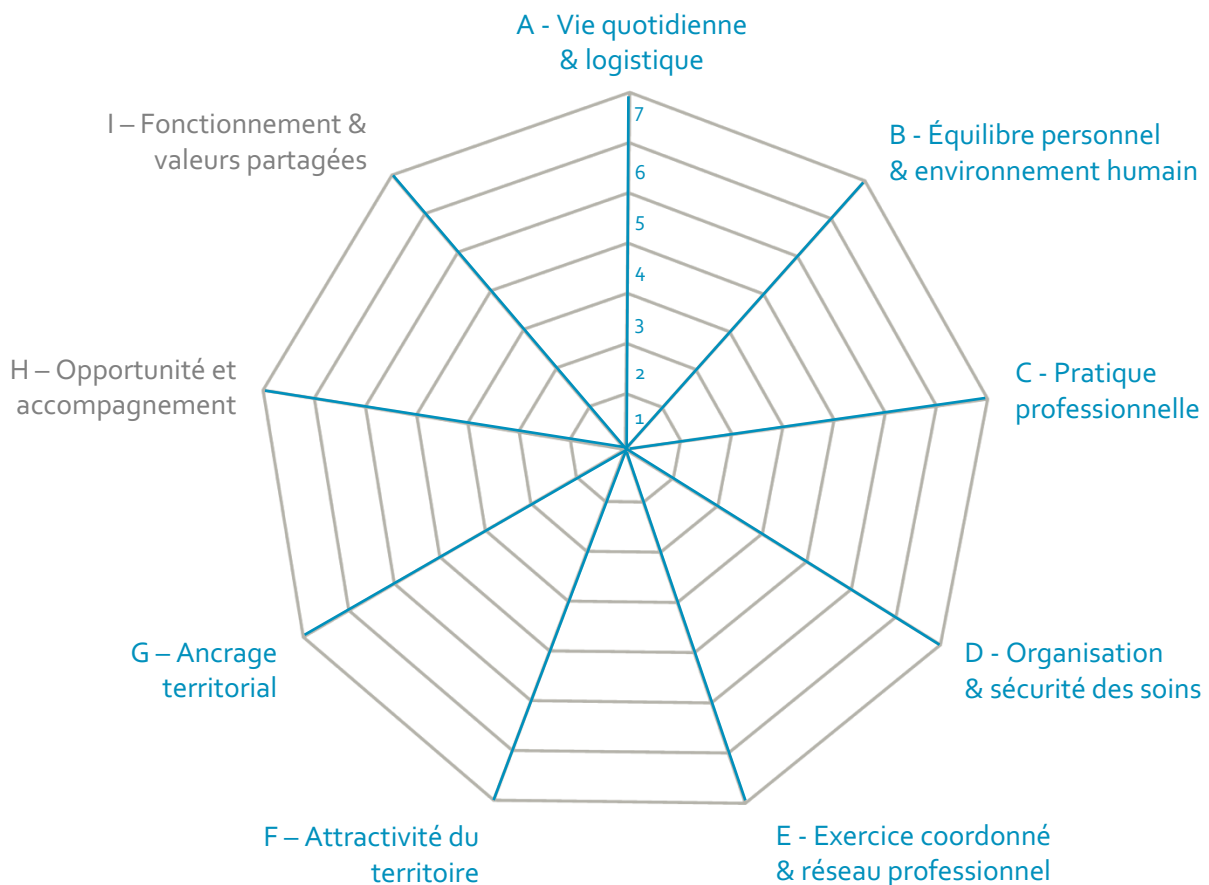 A - Vie quotidienne
& logistique
I – Fonctionnement &
valeurs partagées
B - Équilibre personnel
& environnement humain
7
6
5
4
3
2
1
H – Opportunité et
accompagnement
C - Pratique
professionnelle
G – Ancrage
territorial
D - Organisation
& sécurité des soins
F – Attractivité du
territoire
E - Exercice coordonné
& réseau professionnel